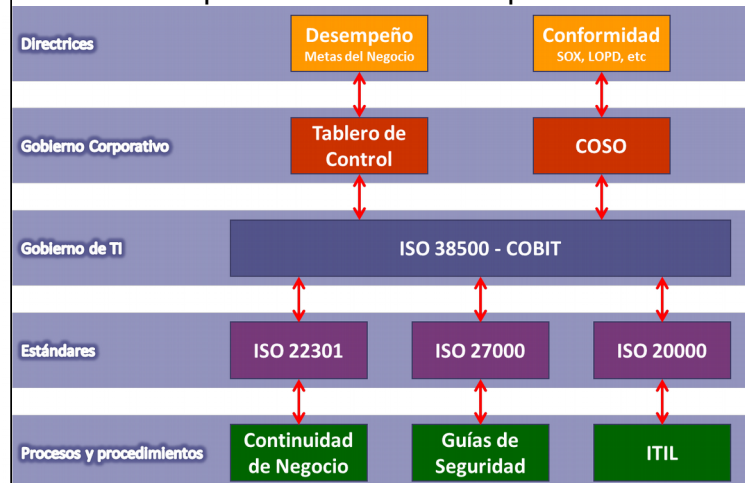 Directrices
Desempeño
Metas del Negocio
Conformidad
SOX, LOPD, etc
Gobierno Corporativo
Tablero de
Control
COSO
Gobierno de TI
ISO 38500 - COBIT
Estándares
ISO 22301
ISO 27000
ISO 20000
Procesos y procedimientos
Continuidad
de Negocio
Guías de
Seguridad
ITIL